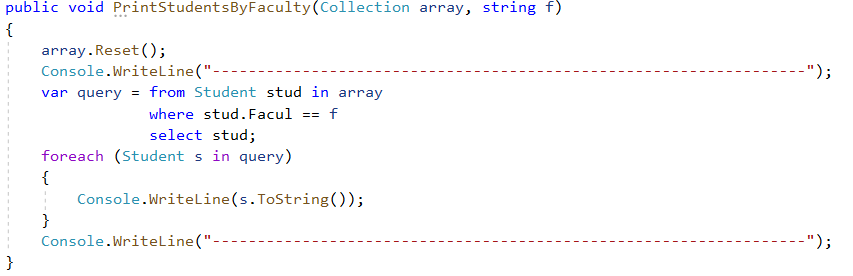 public void PrintStudentsByFaculty(Collection array, string f)
{
    array.Reset();
    Console.WriteLine("------------------------------------------------------------------");
    var query = from Student stud in array
                where stud.Facul == f
                select stud;
    foreach (Student s in query)
    {
        Console.WriteLine(s.ToString());
    }
    Console.WriteLine("------------------------------------------------------------------");
}